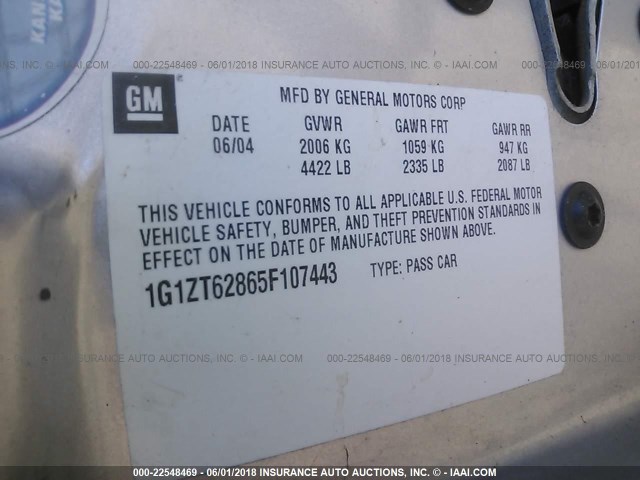 000-22548469 - 06/01/2018 INSURANCE AUTO AUCTIONS, INC. - © - IAAI.COM
KAN
GM
MFD BY GENERAL MOTORS CORP
DATE GVWR GAWR FRT GAWR RR
06/04 2006 KG 1059 KG 947 KG
4422 LB 2335 LB 2087 LB
THIS VEHICLE CONFORMS TO ALL APPLICABLE U.S. FEDERAL MOTOR
VEHICLE SAFETY, BUMPER, AND THEFT PREVENTION STANDARDS IN
EFFECT ON THE DATE OF MANUFACTURE SHOWN ABOVE.
1G1ZT62865F107443 TYPE: PASS CAR
000-22548469 - 06/01/2018 INSURANCE AUTO AUCTIONS, INC. - © - IAAI.COM
000-22548469 - 06/01/2018 INSURANCE AUTO AUCTIONS, INC. - © - IAAI.COM